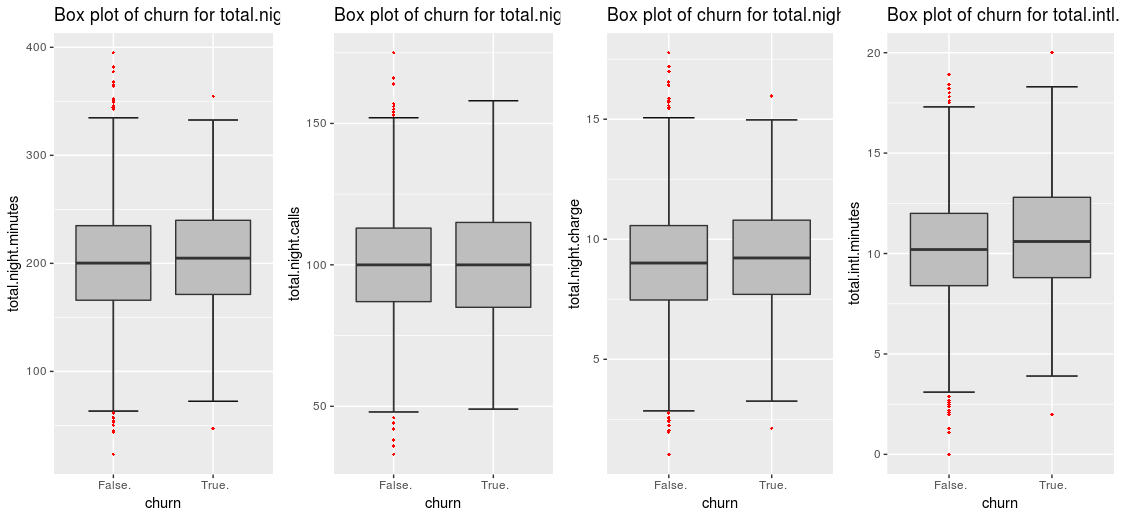 Box plot of churn for total.nig
total.night.minutes
400
300
200
100
False.
True.
churn
Box plot of churn for total.nig
total.night.calls
150
100
50
False.
True.
churn
Box plot of churn for total.nigh
total.night.charge
15
10
5
False.
True.
churn
Box plot of churn for total.intl.
total.intl.minutes
20
15
10
5
0
False.
True.
churn